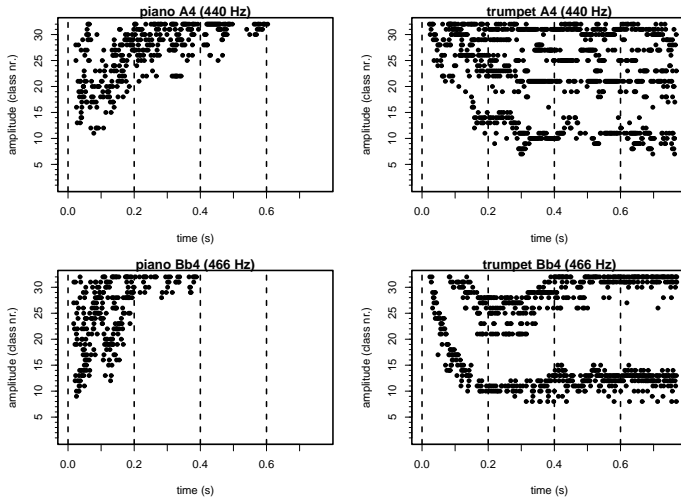 piano A4 (440 Hz)
amplitude (class nr.)
30
25
20
15
10
5
0.0 0.2 0.4 0.6
time (s)
trumpet A4 (440 Hz)
amplitude (class nr.)
30
25
20
15
10
5
0.0 0.2 0.4 0.6
time (s)
piano Bb4 (466 Hz)
amplitude (class nr.)
30
25
20
15
10
5
0.0 0.2 0.4 0.6
time (s)
trumpet Bb4 (466 Hz)
amplitude (class nr.)
30
25
20
15
10
5
0.0 0.2 0.4 0.6
time (s)